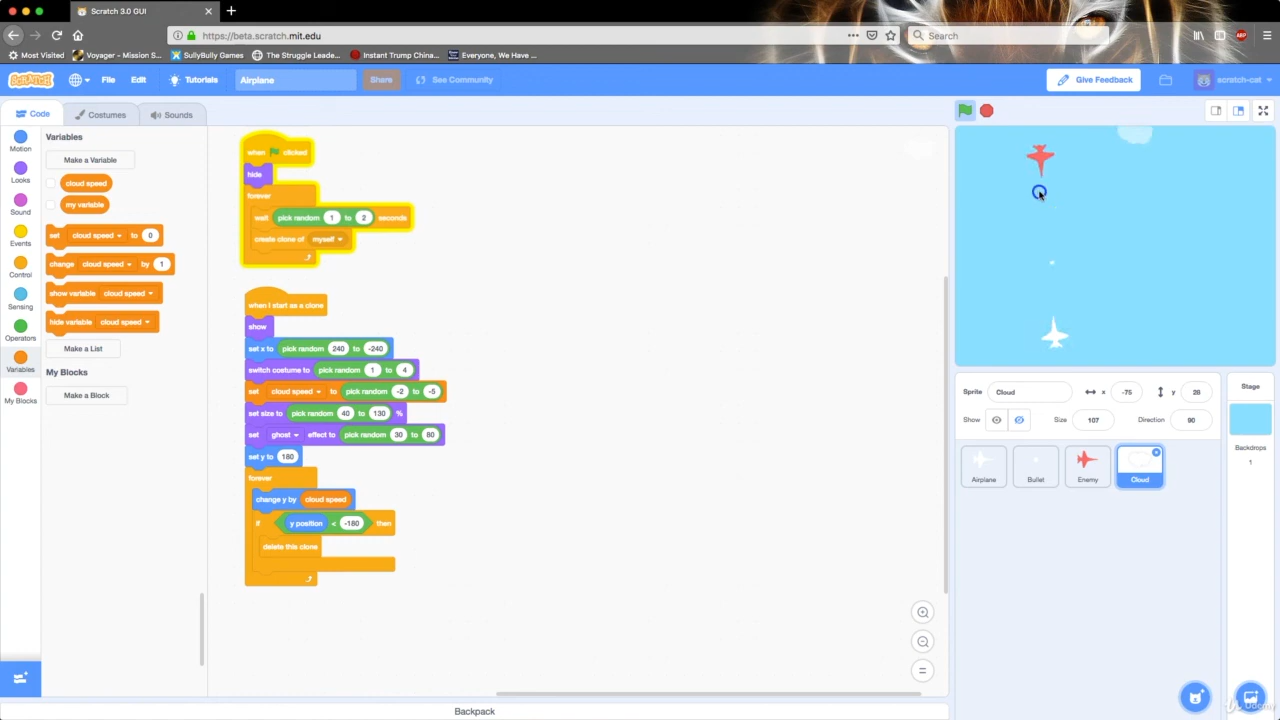 Scratch 3.0 GUI
https://beta.scratch.mit.edu
Search
Most Visited
Voyager - Mission S...
SullyBully Games
The Struggle Leade...
Instant Trump China...
Everyone, We Have ...
SCRATCH
File
Edit
Tutorials
Airplane
Share
See Community
Give Feedback
scratch-cat
Code
Costumes
Sounds
Motion
Looks
Sound
Events
Control
Sensing
Operators
Variables
My Blocks
Variables
Make a Variable
cloud speed
my variable
set cloud speed to 0
change cloud speed by 1
show variable cloud speed
hide variable cloud speed
Make a List
My Blocks
Make a Block
when clicked
hide
forever
wait pick random 1 to 2 seconds
create clone of myself
when I start as a clone
show
set x to pick random 240 to -240
switch costume to pick random 1 to 4
set cloud speed to pick random -2 to -5
set size to pick random 40 to 130 %
set ghost effect to pick random 30 to 80
set y to 180
forever
change y by cloud speed
if y position < -180 then
delete this clone
Sprite Cloud x -75 y 28
Show Size 107 Direction 90
Airplane
Bullet
Enemy
Cloud
Stage
Backdrops
1
Backpack
Udemy